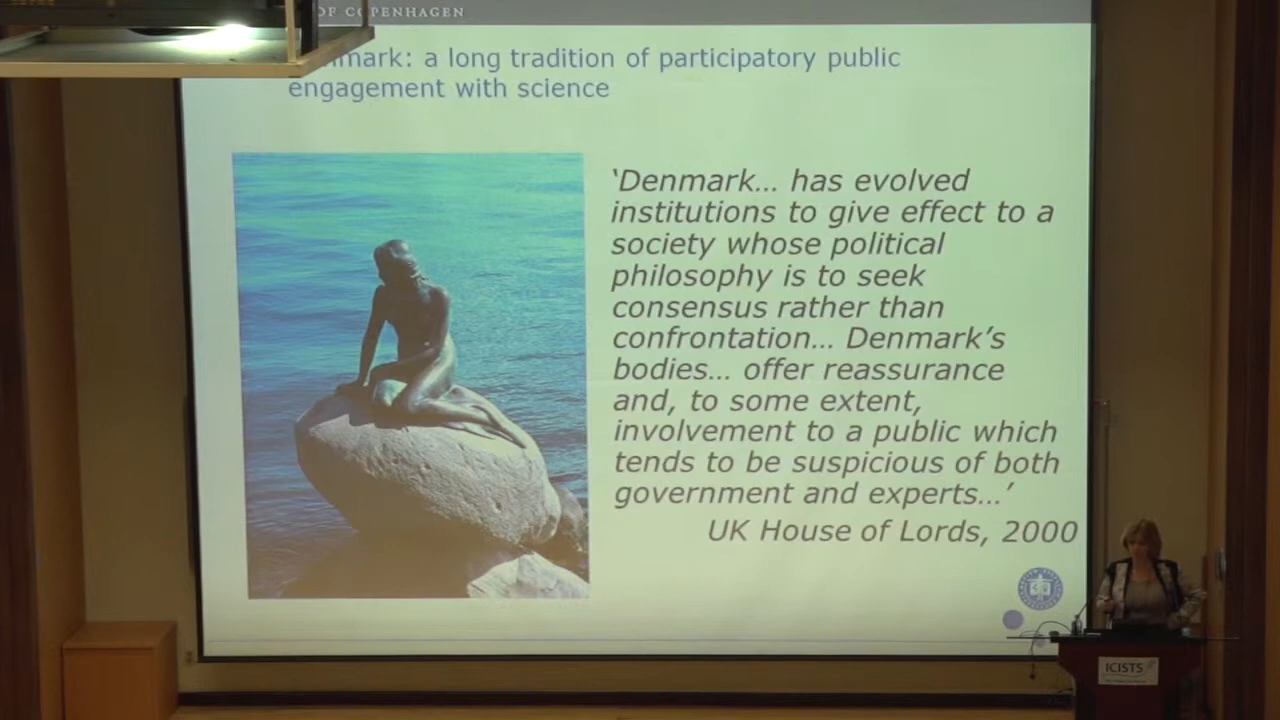 OF COPENHAGEN
mark: a long tradition of participatory public
engagement with science
‘Denmark... has evolved
institutions to give effect to a
society whose political
philosophy is to seek
consensus rather than
confrontation... Denmark’s
bodies... offer reassurance
and, to some extent,
involvement to a public which
tends to be suspicious of both
government and experts...’
UK House of Lords, 2000
ICISTS